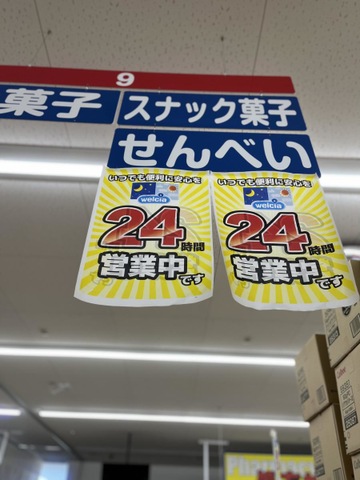 9
菓子
スナック菓子
せんべい
いつでも便利に安心を
welcia
24時間
営業中です
いつでも便利に安心を
welcia
24時間
営業中です